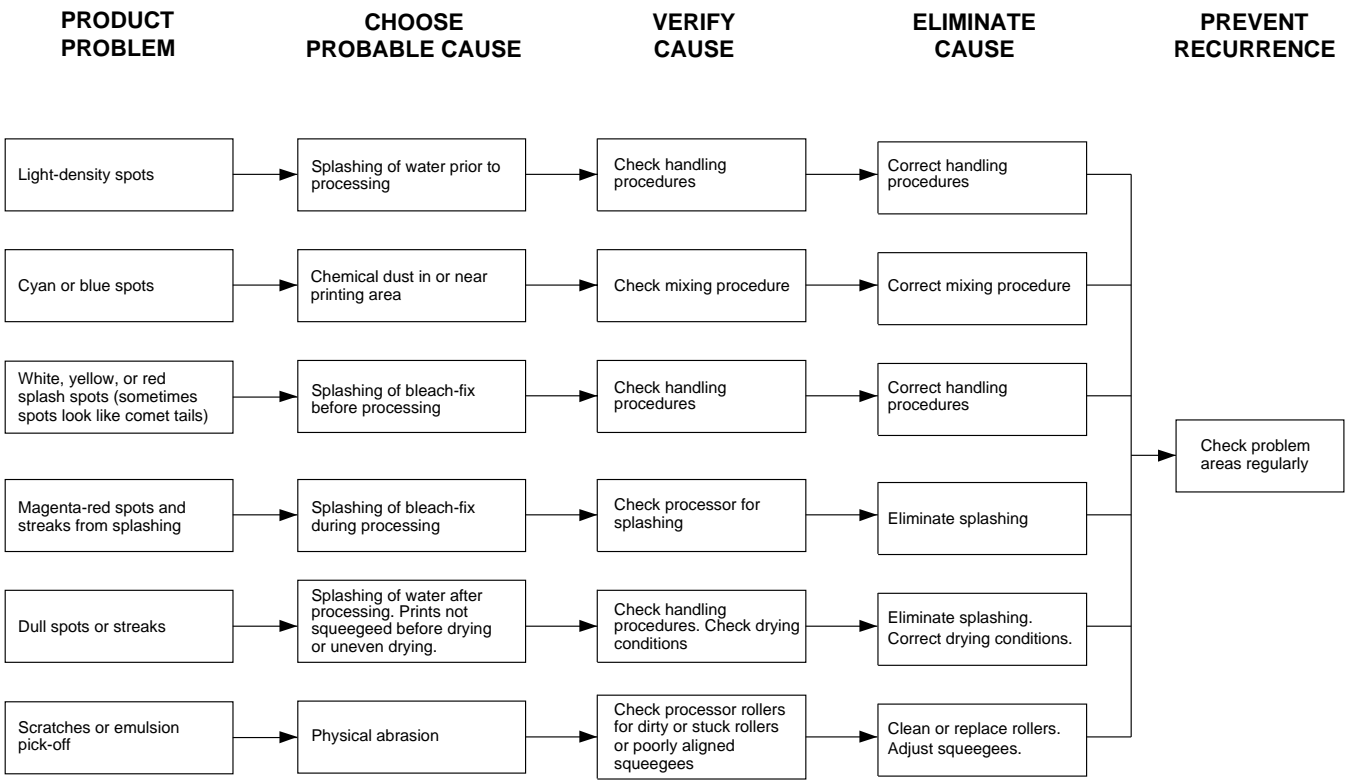 PRODUCT
PROBLEM
CHOOSE
PROBABLE CAUSE
VERIFY
CAUSE
ELIMINATE
CAUSE
PREVENT
RECURRENCE
Light-density spots
Splashing of water prior to
processing
Check handling
procedures
Correct handling
procedures
Cyan or blue spots
Chemical dust in or near
printing area
Check mixing procedure
Correct mixing procedure
White, yellow, or red
splash spots (sometimes
spots look like comet tails)
Splashing of bleach-fix
before processing
Check handling
procedures
Correct handling
procedures
Magenta-red spots and
streaks from splashing
Splashing of bleach-fix
during processing
Check processor for
splashing
Eliminate splashing
Dull spots or streaks
Splashing of water after
processing. Prints not
squeegeed before drying
or uneven drying.
Check handling
procedures. Check drying
conditions
Eliminate splashing.
Correct drying conditions.
Scratches or emulsion
pick-off
Physical abrasion
Check processor rollers
for dirty or stuck rollers
or poorly aligned
squeegees
Clean or replace rollers.
Adjust squeegees.
Check problem
areas regularly